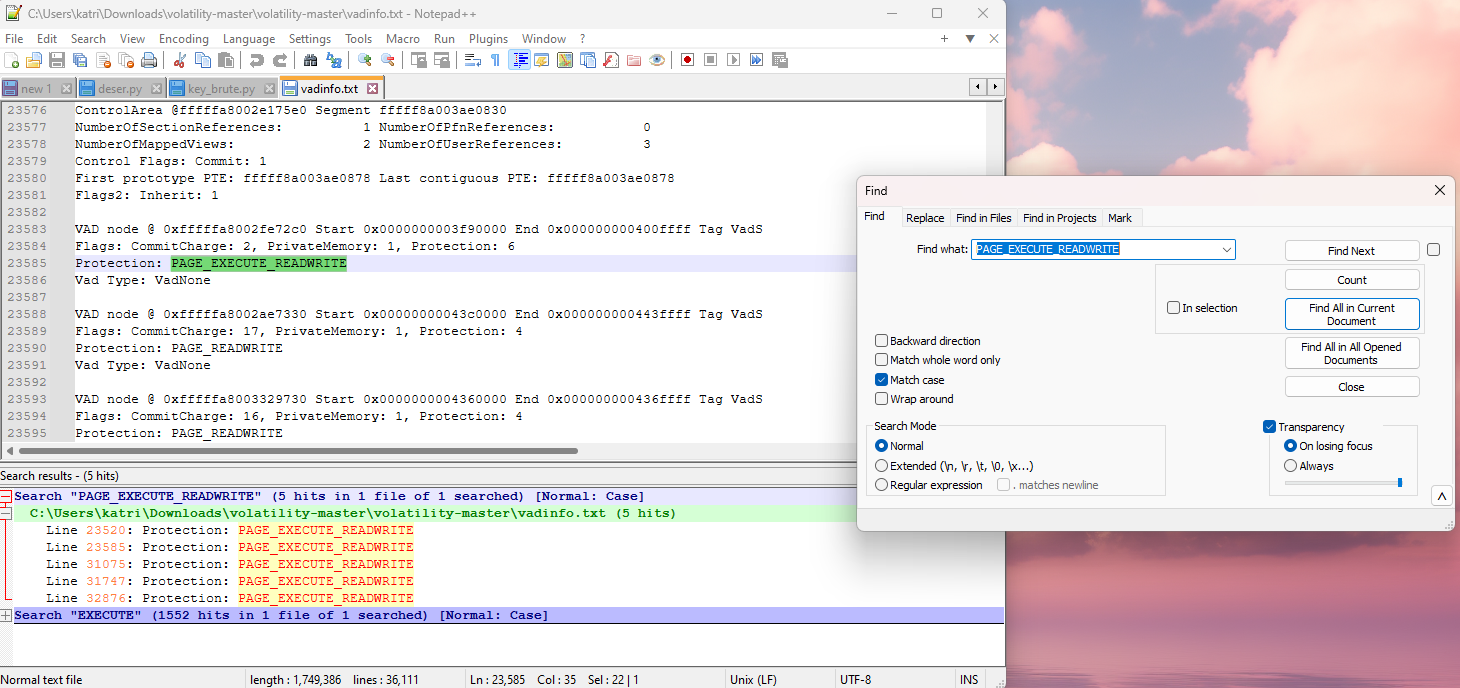 C:\Users\katri\Downloads\volatility-master\volatility-master\vadinfo.txt - Notepad++
File Edit Search View Encoding Language Settings Tools Macro Run Plugins Window ?
new 1 deser.py key_brute.py vadinfo.txt
23576 ControlArea @fffffa8002e175e0 Segment fffff8a003ae0830
23577 NumberOfSectionReferences: 1 NumberOfPfnReferences: 0
23578 NumberOfMappedViews: 2 NumberOfUserReferences: 3
23579 Control Flags: Commit: 1
23580 First prototype PTE: fffff8a003ae0878 Last contiguous PTE: fffff8a003ae0878
23581 Flags2: Inherit: 1
23582
23583 VAD node @ 0xfffffa8002fe72c0 Start 0x0000000003f90000 End 0x000000000400ffff Tag VadS
23584 Flags: CommitCharge: 2, PrivateMemory: 1, Protection: 6
23585 Protection: PAGE_EXECUTE_READWRITE
23586 Vad Type: VadNone
23587
23588 VAD node @ 0xfffffa8002ae7330 Start 0x00000000043c0000 End 0x000000000443ffff Tag VadS
23589 Flags: CommitCharge: 17, PrivateMemory: 1, Protection: 4
23590 Protection: PAGE_READWRITE
23591 Vad Type: VadNone
23592
23593 VAD node @ 0xfffffa8003329730 Start 0x0000000004360000 End 0x000000000436ffff Tag VadS
23594 Flags: CommitCharge: 16, PrivateMemory: 1, Protection: 4
23595 Protection: PAGE_READWRITE
Search results - (5 hits)
Search "PAGE_EXECUTE_READWRITE" (5 hits in 1 file of 1 searched) [Normal: Case]
C:\Users\katri\Downloads\volatility-master\volatility-master\vadinfo.txt (5 hits)
Line 23520: Protection: PAGE_EXECUTE_READWRITE
Line 23585: Protection: PAGE_EXECUTE_READWRITE
Line 31075: Protection: PAGE_EXECUTE_READWRITE
Line 31747: Protection: PAGE_EXECUTE_READWRITE
Line 32876: Protection: PAGE_EXECUTE_READWRITE
Search "EXECUTE" (1552 hits in 1 file of 1 searched) [Normal: Case]
Normal text file length : 1,749,386 lines : 36,111 Ln : 23,585 Col : 35 Sel : 22 | 1 Unix (LF) UTF-8 INS
Find
Find Replace Find in Files Find in Projects Mark
Find what: PAGE_EXECUTE_READWRITE
Find Next
Count
In selection
Find All in Current
Document
Find All in All Opened
Documents
Close
Backward direction
Match whole word only
Match case
Wrap around
Search Mode
Normal
Extended (\n, \r, \t, \0, \x...)
Regular expression . matches newline
Transparency
On losing focus
Always